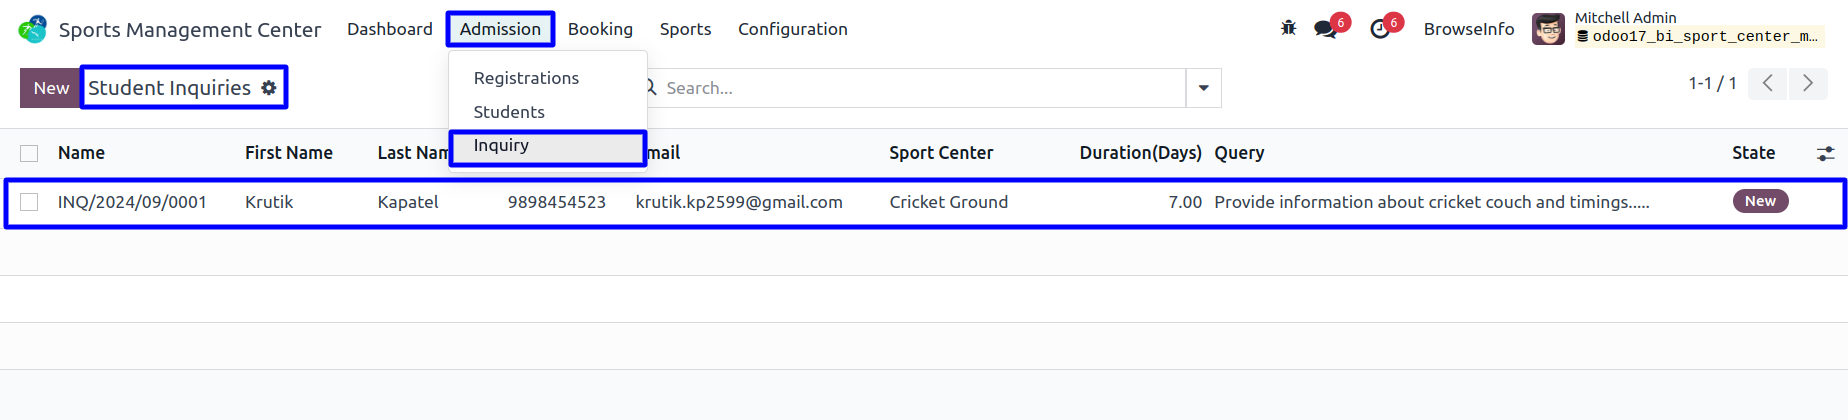 Sports Management Center Dashboard Admission Booking Sports Configuration 6 6 BrowseInfo Mitchell Admin
odoo17_bi_sport_center_m...
New Student Inquiries Search... 1-1 / 1
Registrations
Students
Inquiry
Name First Name Last Nam mail Sport Center Duration(Days) Query State
INQ/2024/09/0001 Krutik Kapatel 9898454523 krutik.kp2599@gmail.com Cricket Ground 7.00 Provide information about cricket couch and timings..... New